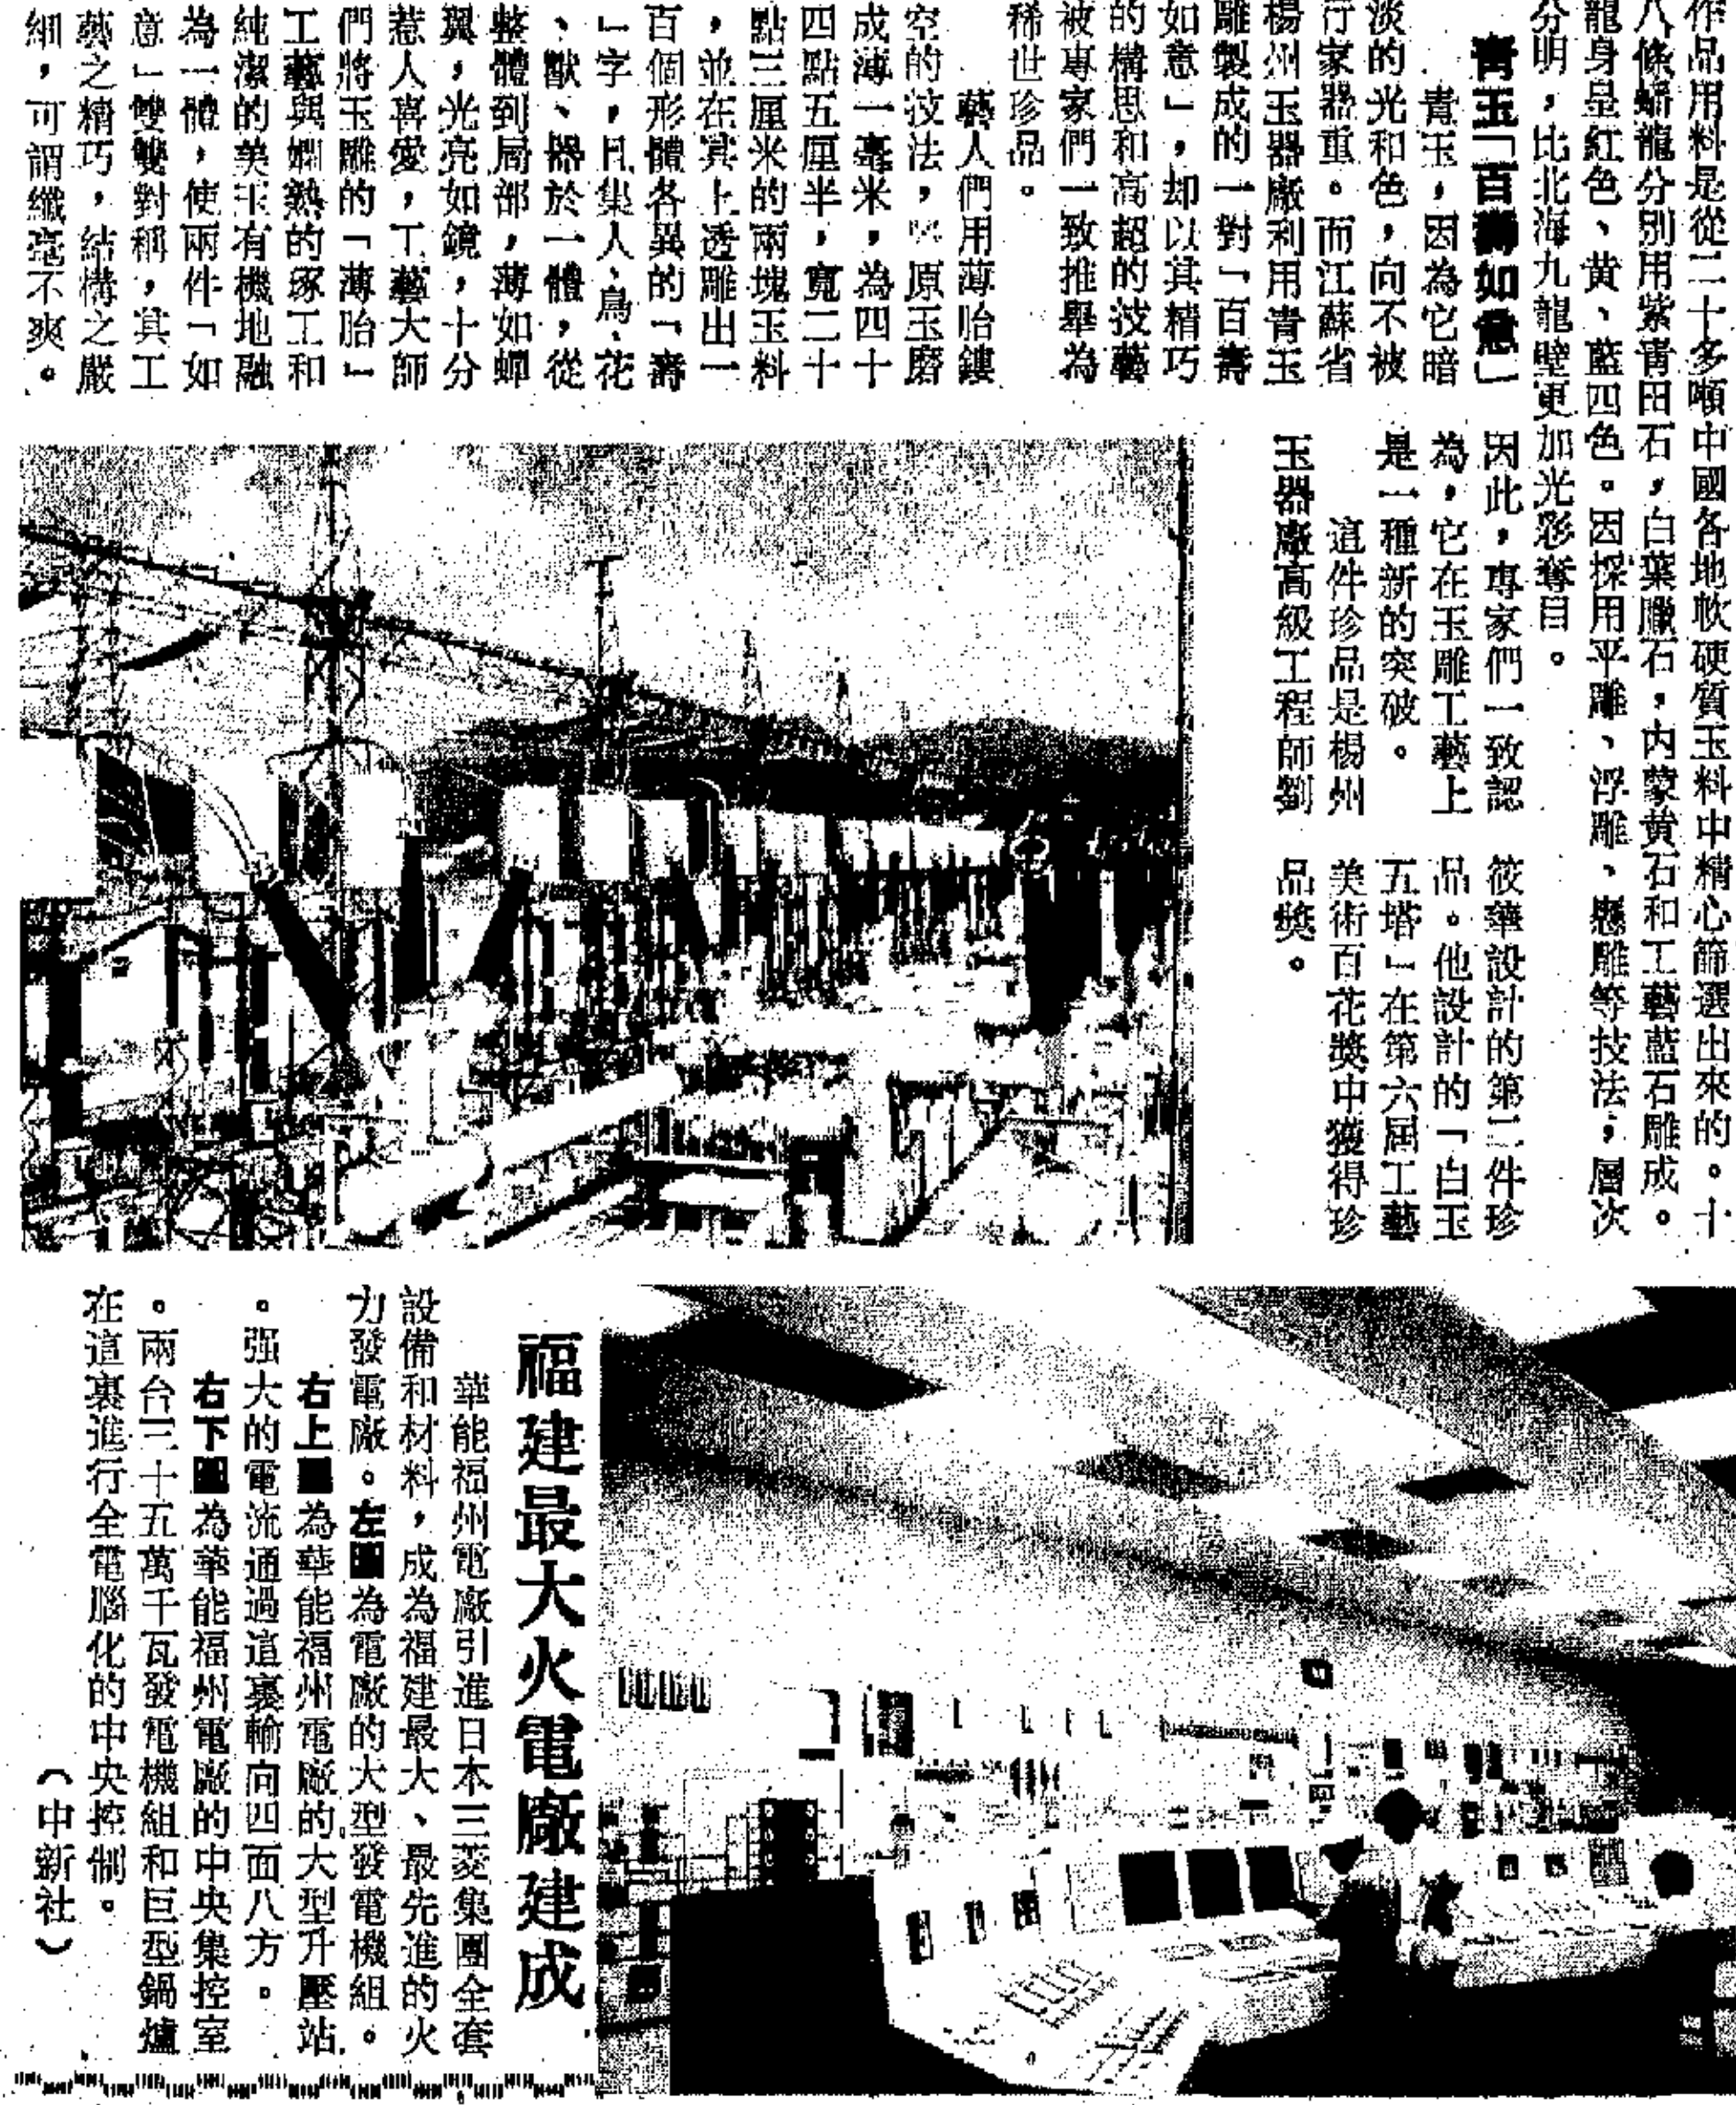 作品用料是從二十多噸中國各地軟硬質玉料中精心篩選出來的。十
八條蟠龍分別用紫青田石，白葉臘石，內蒙黄石和工藝藍石雕成。
龍身呈紅色、黄、藍四色。因採用平雕、浮雕、懸雕等技法，層次
分明，比北海九龍壁更加光彩奪目。
青玉「百壽如意」
青玉，因為它暗
淡的光和色，向不被
行家器重。而江蘇省
楊州玉器廠利用青玉
雕製成的一對「百壽
如意」，却以其精巧
的構思和高超的技藝
被專家們一致推舉為
稀世珍品。
藝人們用薄胎鏤
空的技法，原玉磨
成薄一毫米，為四十
四點五厘半，寬二十
點三厘米的兩塊玉料
，並在其上透雕出一
百個形體各異的「壽
」字，且集人、鳥、花
、獸、器於一體，從
整體到局部，薄如蟬
翼，光亮如鏡，十分
惹人喜愛，工藝大師
們將玉雕的「薄胎」
工藝與嫻熱的琢工和
純潔的美玉有機地融
為一體，使兩件「如
意」雙雙對稱，其工
藝之精巧，結構之嚴
細，可謂纖毫不爽。
因此，專家們一致認
為，它在玉雕工藝上
是一種新的突破。
這件珍品是楊州
玉器廠高級工程師劉
筱華設計的第二件珍
品。他設計的「白玉
五塔」在第六屆工藝
美術百花獎中獲得珍
品獎。
福建最大火電廠建成
華能福州電廠引進日本三菱集團全套
設備和材料，成為福建最大、最先進的火
力發電廠。左圖為電廠的大型發電機組。
右上圖為華能福州電廠的大型升壓站
。强大的電流通過這裏輸向四面八方。
右下圖為華能福州電廠的中央集控室
。兩台三十五萬千瓦發電機組和巨型鍋爐
在這裏進行全電腦化的中央控制。
（中新社）